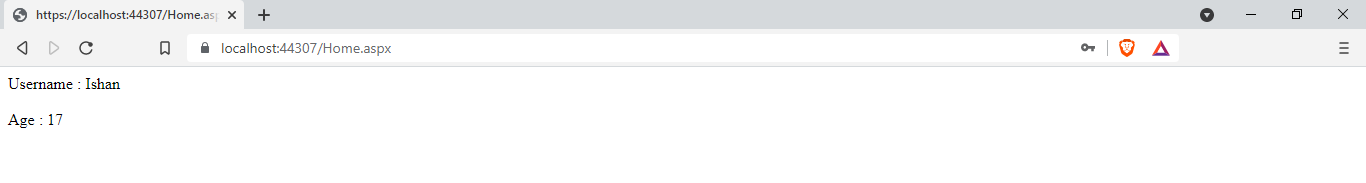 https://localhost:44307/Home.asp
localhost:44307/Home.aspx
Username : Ishan
Age : 17